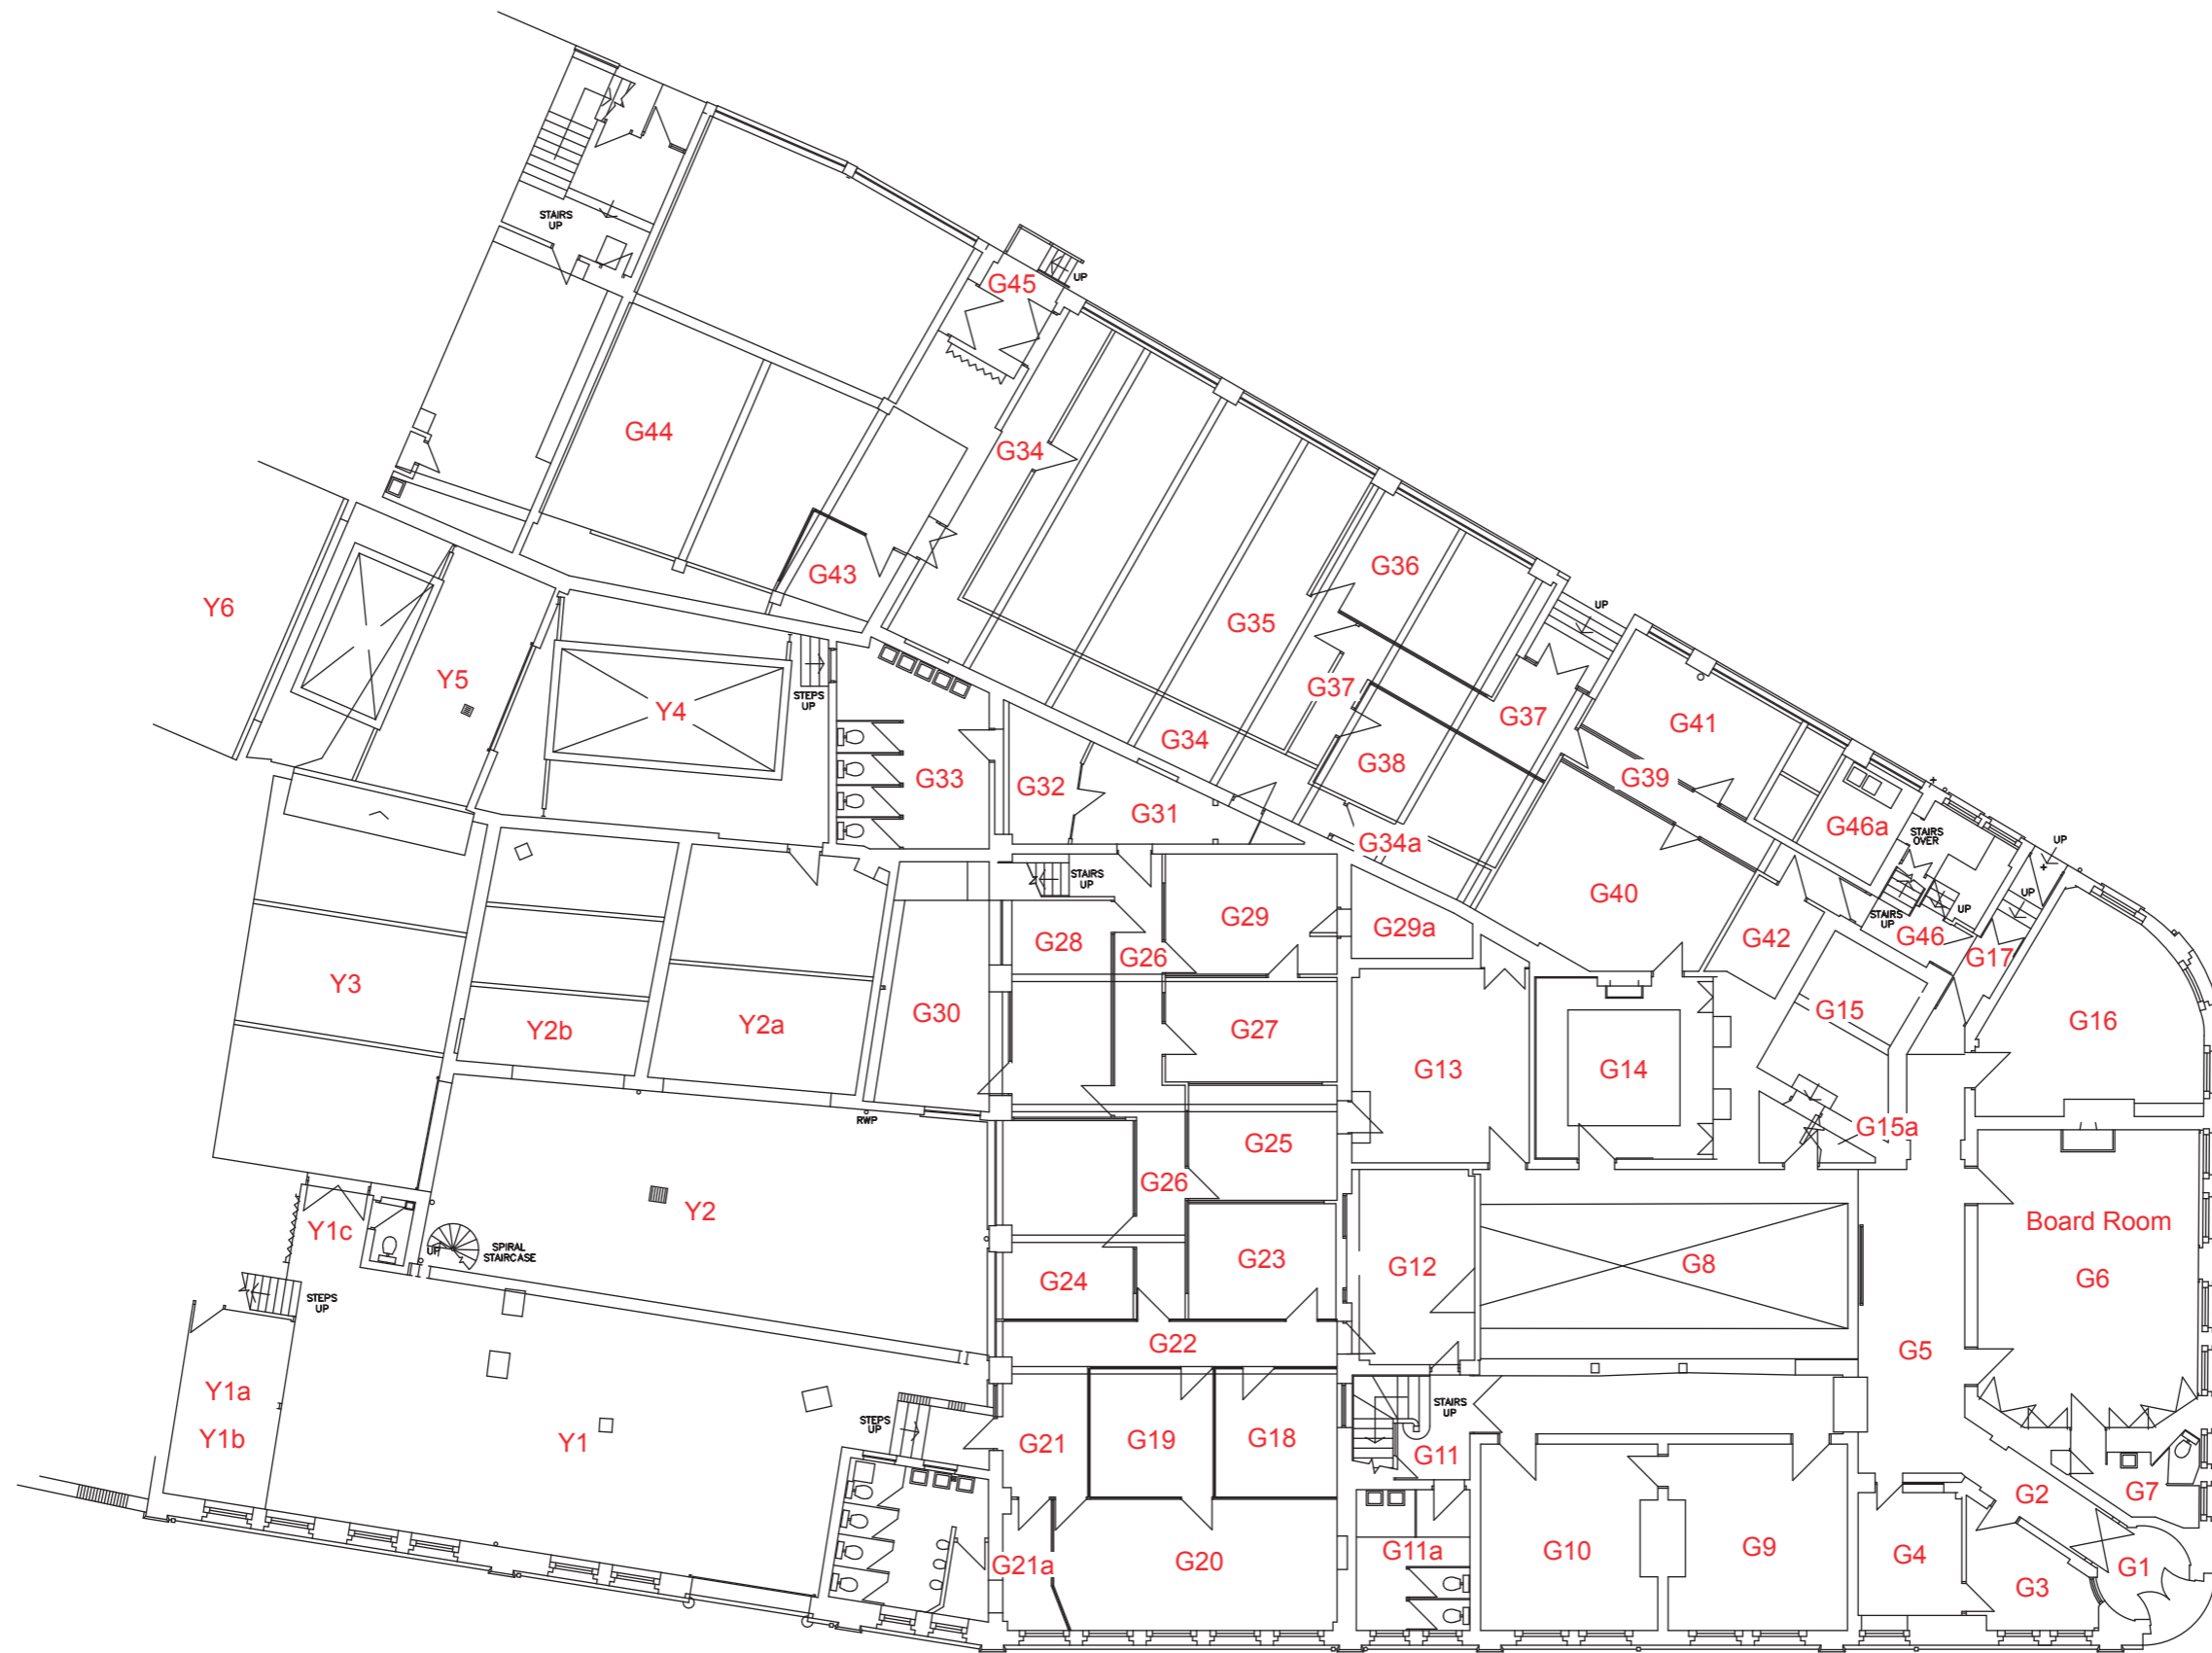 STAIRS
UP
G45
UP
G44
G34
G43
G36
Y6
G35
UP
Y5
Y4
STEPS
UP
G37
G37
G41
G33
G32
G34
G38
G39
G31
G34a
G46a
STAIRS
OVER
UP
STAIRS
UP
G29
G29a
G40
G42
STAIRS
UP
UP
UP
G46
G17
G28
G26
Y3
Y2b
Y2a
G30
G27
G13
G14
G15
G16
RWP
G25
G15a
Y2
G26
Board Room
Y1c
UP
SPIRAL
STAIRCASE
G24
G23
G12
G8
G6
STEPS
UP
G22
G5
Y1a
Y1b
Y1
STEPS
UP
G21
G19
G18
STAIRS
UP
G11
G2
G7
G21a
G20
G11a
G10
G9
G4
G3
G1